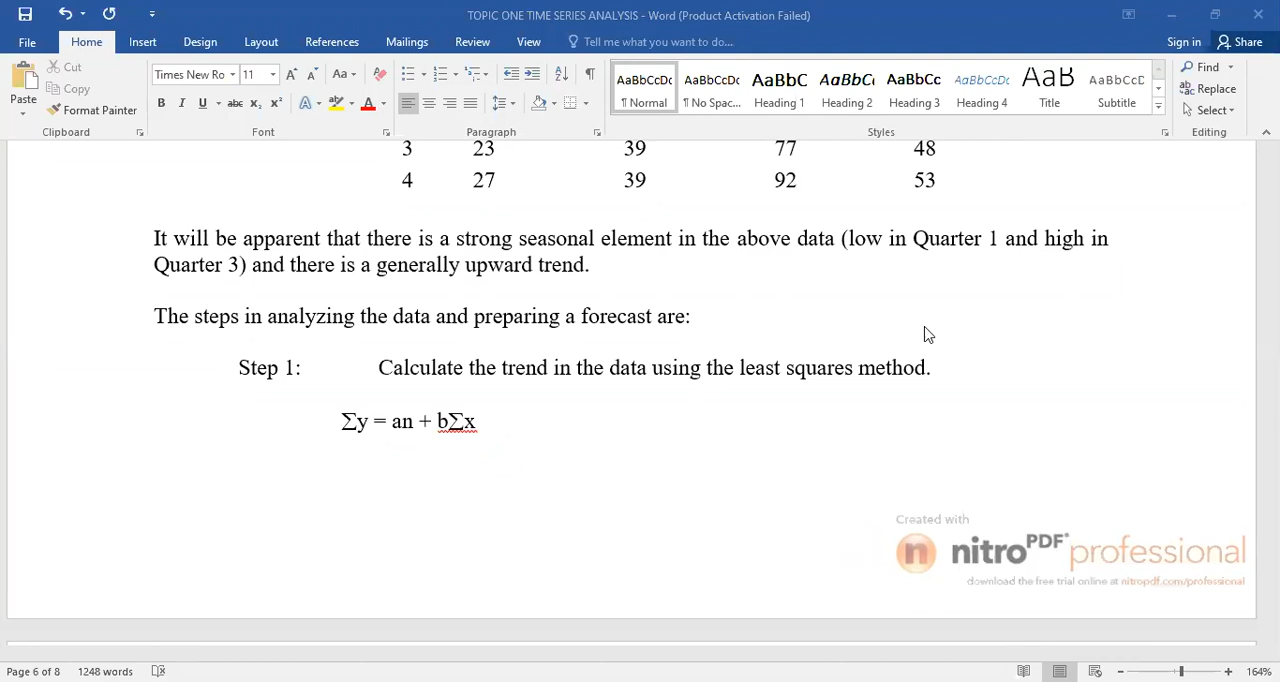 TOPIC ONE TIME SERIES ANALYSIS - Word (Product Activation Failed)
File Home Insert Design Layout References Mailings Review View Tell me what you want to do... Sign in Share
Cut
Copy
Format Painter
Paste
Clipboard
Times New Ro 11
Font
Paragraph
AaBbCcDc AaBbCcDc AaBbC AaBbCc AaBbCc AaBbCcDc AaB AaBbCcD
¶ Normal ¶ No Spac... Heading 1 Heading 2 Heading 3 Heading 4 Title Subtitle
Styles
Find
Replace
Select
Editing
3 23 39 77 48
4 27 39 92 53
It will be apparent that there is a strong seasonal element in the above data (low in Quarter 1 and high in
Quarter 3) and there is a generally upward trend.
The steps in analyzing the data and preparing a forecast are:
Step 1: Calculate the trend in the data using the least squares method.
Σy = an + bΣx
Created with
nitroPDF® professional
download the free trial online at nitropdf.com/professional
Page 6 of 8 1248 words 164%